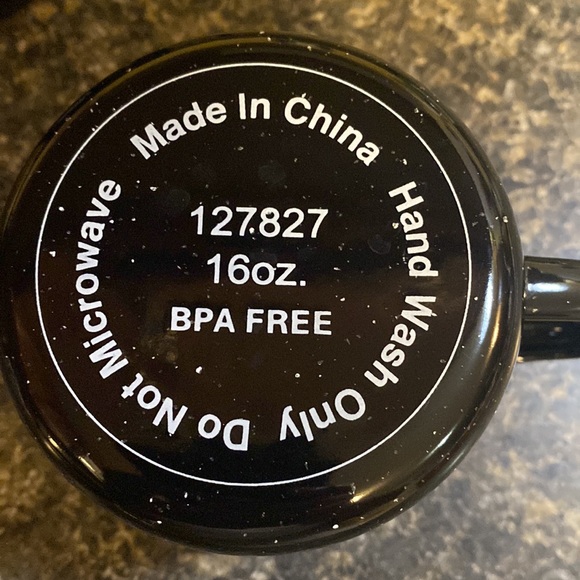 Made In China
Hand Wash Only
Do Not Microwave
127827
16oz.
BPA FREE